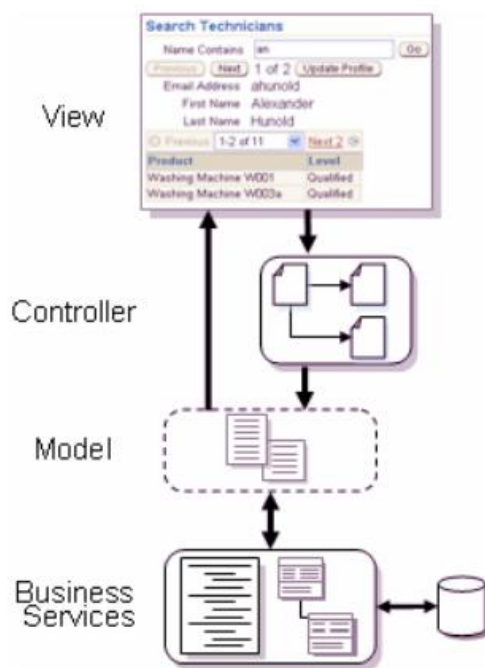 Search Technicians
Name Contains an Go
Previous Next 1 of 2 Update Profile
Email Address ahunold
First Name Alexander
Last Name Hunold
Previous 1-2 of 11 Next 2
Product Level
Washing Machine W001 Qualified
Washing Machine W003a Qualified
View
Controller
Model
Business
Services